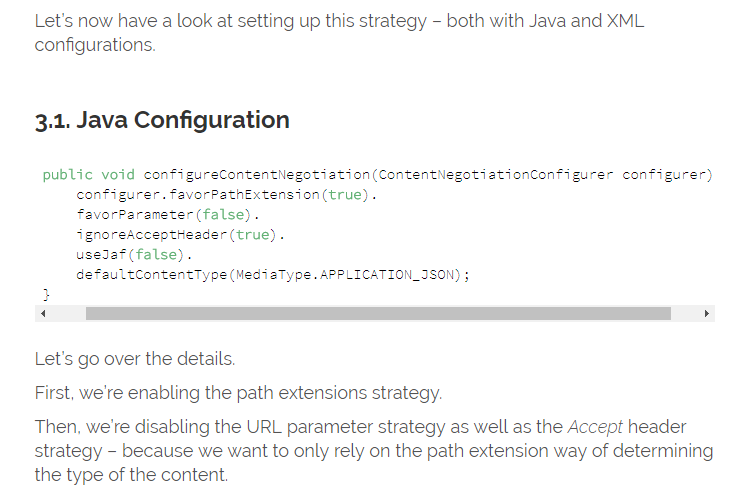 Let's now have a look at setting up this strategy – both with Java and XML
configurations.
3.1. Java Configuration
public void configureContentNegotiation(ContentNegotiationConfigurer configurer)
    configurer.favorPathExtension(true).
    favorParameter(false).
    ignoreAcceptHeader(true).
    useJaf(false).
    defaultContentType(MediaType.APPLICATION_JSON);
}
Let's go over the details.
First, we're enabling the path extensions strategy.
Then, we're disabling the URL parameter strategy as well as the Accept header
strategy – because we want to only rely on the path extension way of determining
the type of the content.